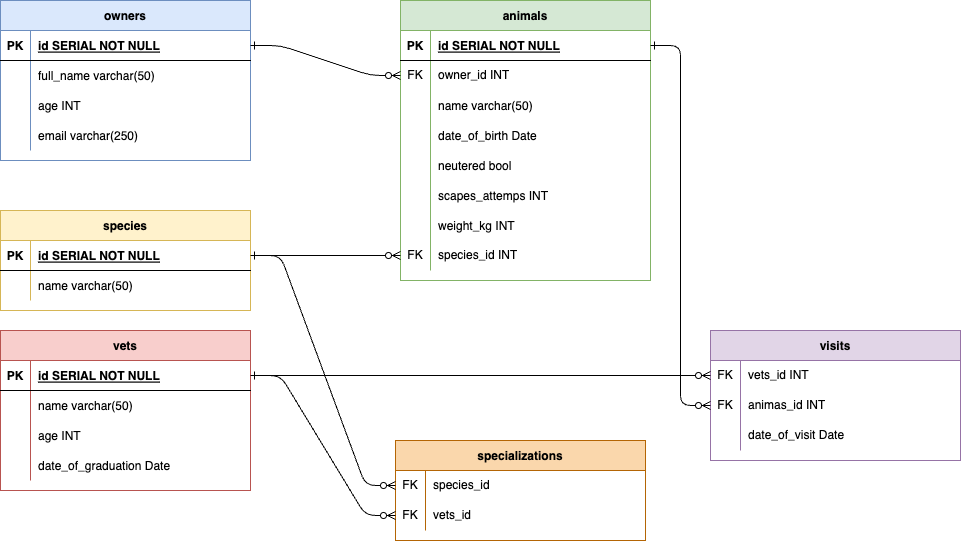 owners
PK id SERIAL NOT NULL
full_name varchar(50)
age INT
email varchar(250)
animals
PK id SERIAL NOT NULL
FK owner_id INT
name varchar(50)
date_of_birth Date
neutered bool
scapes_attemps INT
weight_kg INT
FK species_id INT
species
PK id SERIAL NOT NULL
name varchar(50)
vets
PK id SERIAL NOT NULL
name varchar(50)
age INT
date_of_graduation Date
visits
FK vets_id INT
FK animas_id INT
date_of_visit Date
specializations
FK species_id
FK vets_id